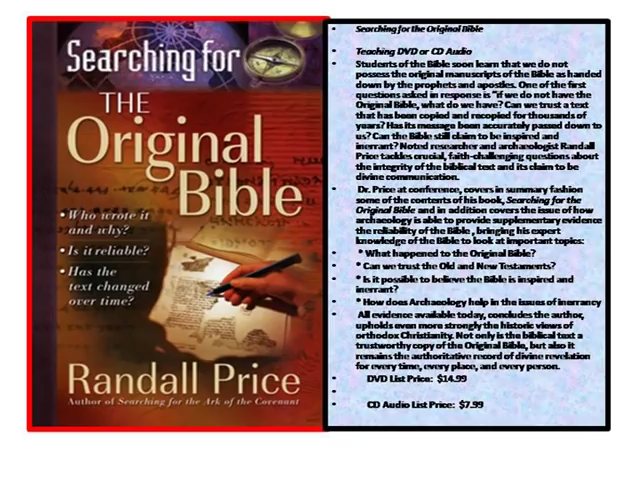 Searching for
THE
Original
Bible
• Who wrote it
and why?
• Is it reliable?
• Has the
text changed
over time?
Randall Price
Author of Searching for the Ark of the Covenant
• Searching for the Original Bible
• Teaching DVD or CD Audio
• Students of the Bible soon learn that we do not
possess the original manuscripts of the Bible as handed
down by the prophets and apostles. One of the first
questions asked in response is "if we do not have the
Original Bible, what do we have? Can we trust a text
that has been copied and recopied for thousands of
years? Has its message been accurately passed down to
us? Can the Bible still claim to be inspired and
inerrant? Noted researcher and archaeologist Randall
Price tackles crucial, faith-challenging questions about
the integrity of the biblical text and its claim to be
divine communication.
• Dr. Price at conference, covers in summary fashion
some of the contents of his book, Searching for the
Original Bible and in addition covers the issue of how
archaeology is able to provide supplementary evidence
the reliability of the Bible , bringing his expert
knowledge of the Bible to look at important topics:
• * What happened to the Original Bible?
• * Can we trust the Old and New Testaments?
• * Is it possible to believe the Bible is inspired and
inerrant?
• * How does Archaeology help in the issues of inerrancy
• All evidence available today, concludes the author,
upholds even more strongly the historic views of
orthodox Christianity. Not only is the biblical text a
trustworthy copy of the Original Bible, but also it
remains the authoritative record of divine revelation
for every time, every place, and every person.
• DVD List Price: $14.99
•
• CD Audio List Price: $7.99